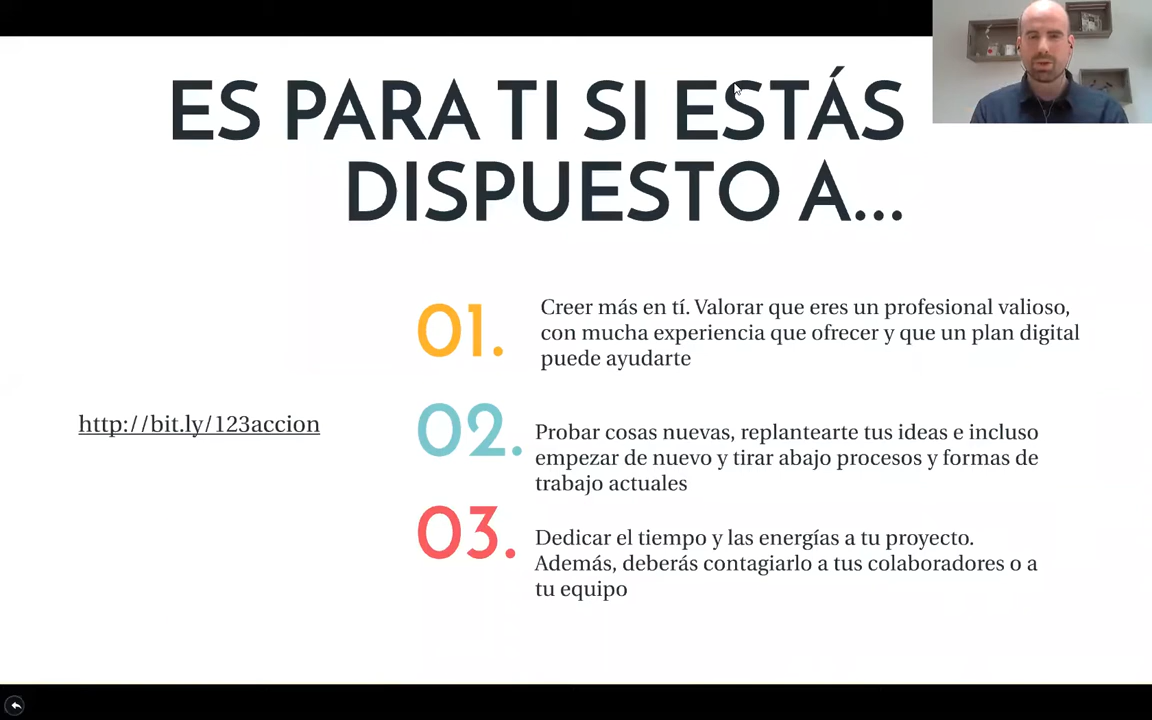 ES PARA TI SI ESTÁS
DISPUESTO A...
01.
Creer más en tí. Valorar que eres un profesional valioso,
con mucha experiencia que ofrecer y que un plan digital
puede ayudarte
http://bit.ly/123accion
02.
Probar cosas nuevas, replantearte tus ideas e incluso
empezar de nuevo y tirar abajo procesos y formas de
trabajo actuales
03.
Dedicar el tiempo y las energías a tu proyecto.
Además, deberás contagiarlo a tus colaboradores o a
tu equipo